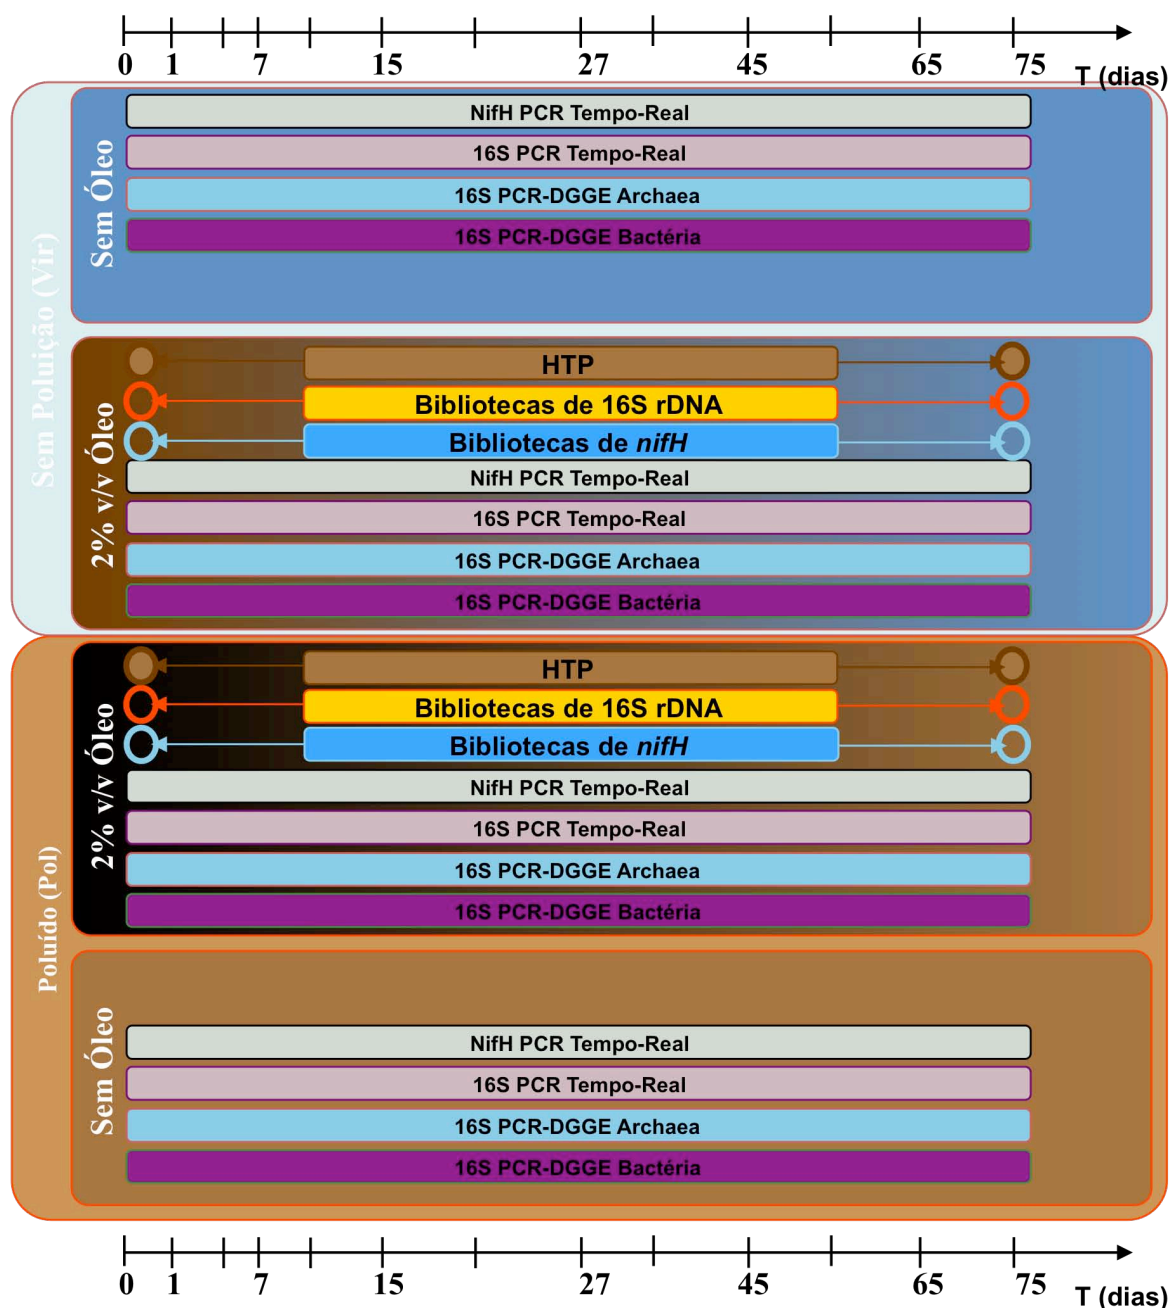 0 1 7 15 27 45 65 75 T (dias)
Sem Poluição (Vir)
Sem Óleo
NifH PCR Tempo-Real
16S PCR Tempo-Real
16S PCR-DGGE Archaea
16S PCR-DGGE Bactéria
2% v/v Óleo
HTP
Bibliotecas de 16S rDNA
Bibliotecas de nifH
NifH PCR Tempo-Real
16S PCR Tempo-Real
16S PCR-DGGE Archaea
16S PCR-DGGE Bactéria
Poluído (Pol)
2% v/v Óleo
HTP
Bibliotecas de 16S rDNA
Bibliotecas de nifH
NifH PCR Tempo-Real
16S PCR Tempo-Real
16S PCR-DGGE Archaea
16S PCR-DGGE Bactéria
Sem Óleo
NifH PCR Tempo-Real
16S PCR Tempo-Real
16S PCR-DGGE Archaea
16S PCR-DGGE Bactéria
0 1 7 15 27 45 65 75 T (dias)